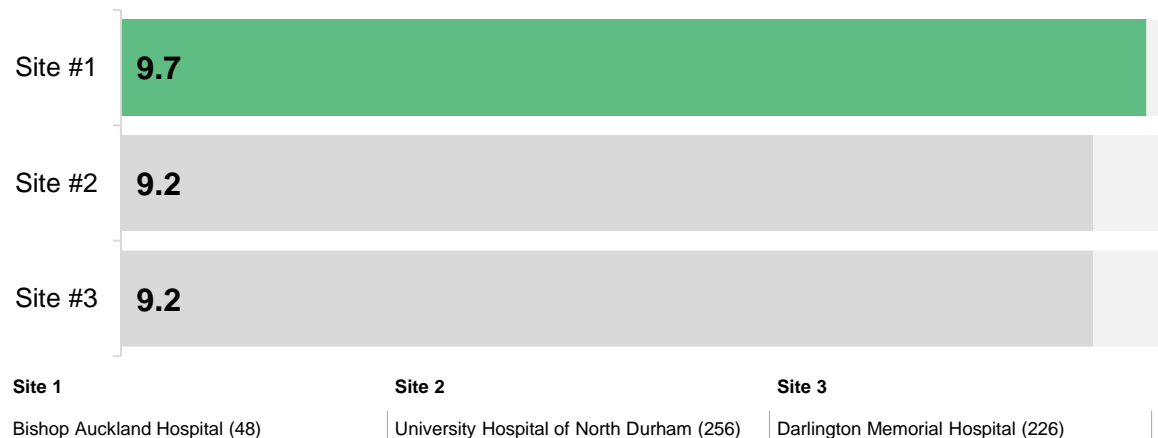 Site #1 9.7
Site #2 9.2
Site #3 9.2
Site 1 Site 2 Site 3
Bishop Auckland Hospital (48) University Hospital of North Durham (256) Darlington Memorial Hospital (226)